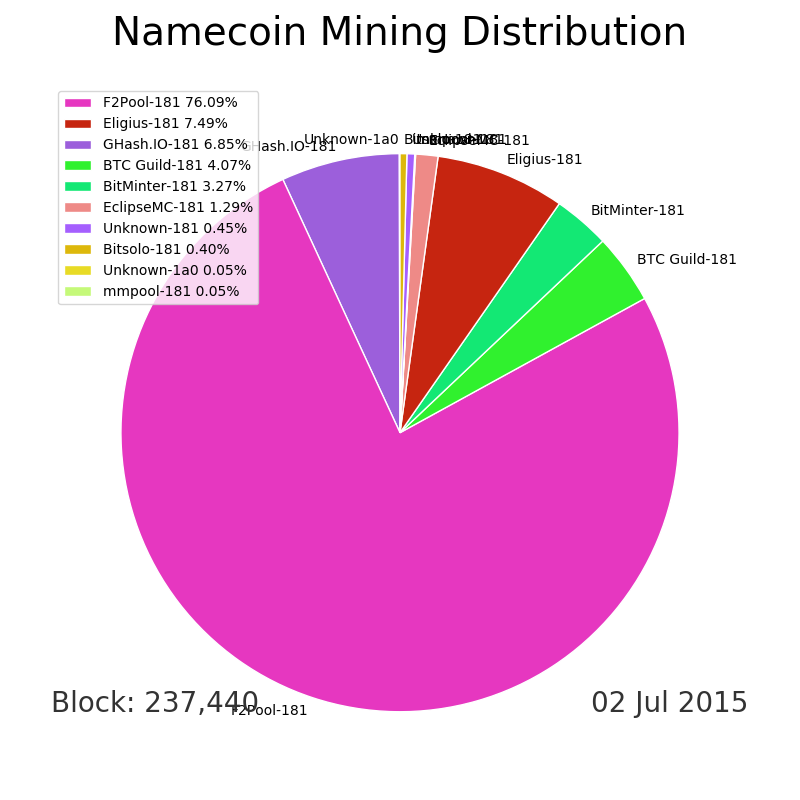 Namecoin Mining Distribution
F2Pool-181 76.09%
Eligius-181 7.49%
GHash.IO-181 6.85%
BTC Guild-181 4.07%
BitMinter-181 3.27%
EclipseMC-181 1.29%
Unknown-181 0.45%
Bitsolo-181 0.40%
Unknown-1a0 0.05%
mmpool-181 0.05%
GHash.IO-181
Unknown-1a0
Eligius-181
BitMinter-181
BTC Guild-181
F2Pool-181
Block: 237,440
02 Jul 2015